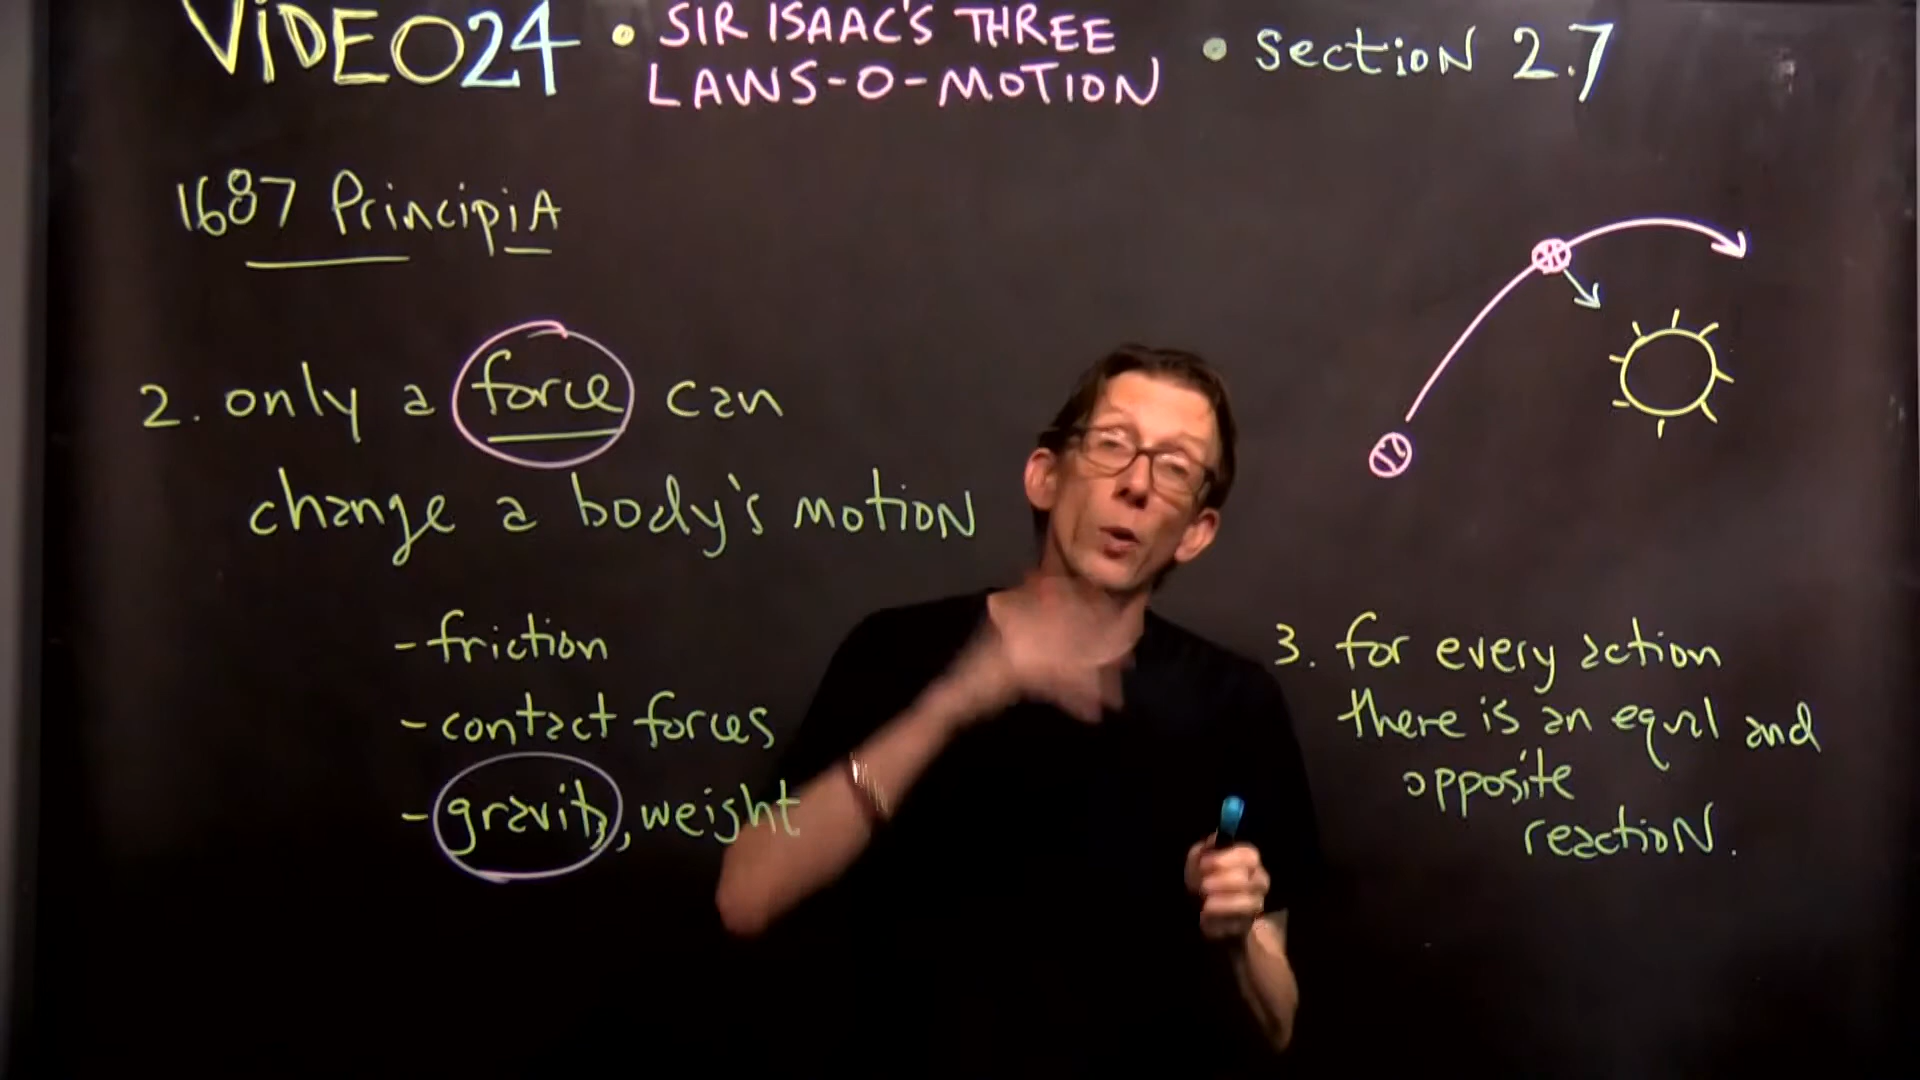 ViDEO24 • SIR ISAAC'S THREE LAWS-O-MOTION • Section 2.7
1687 PrincipiA
2. only a force can
change a body's motion
- friction
- contact forces
- gravity, weight
3. for every action
there is an equal and
opposite
reaction.